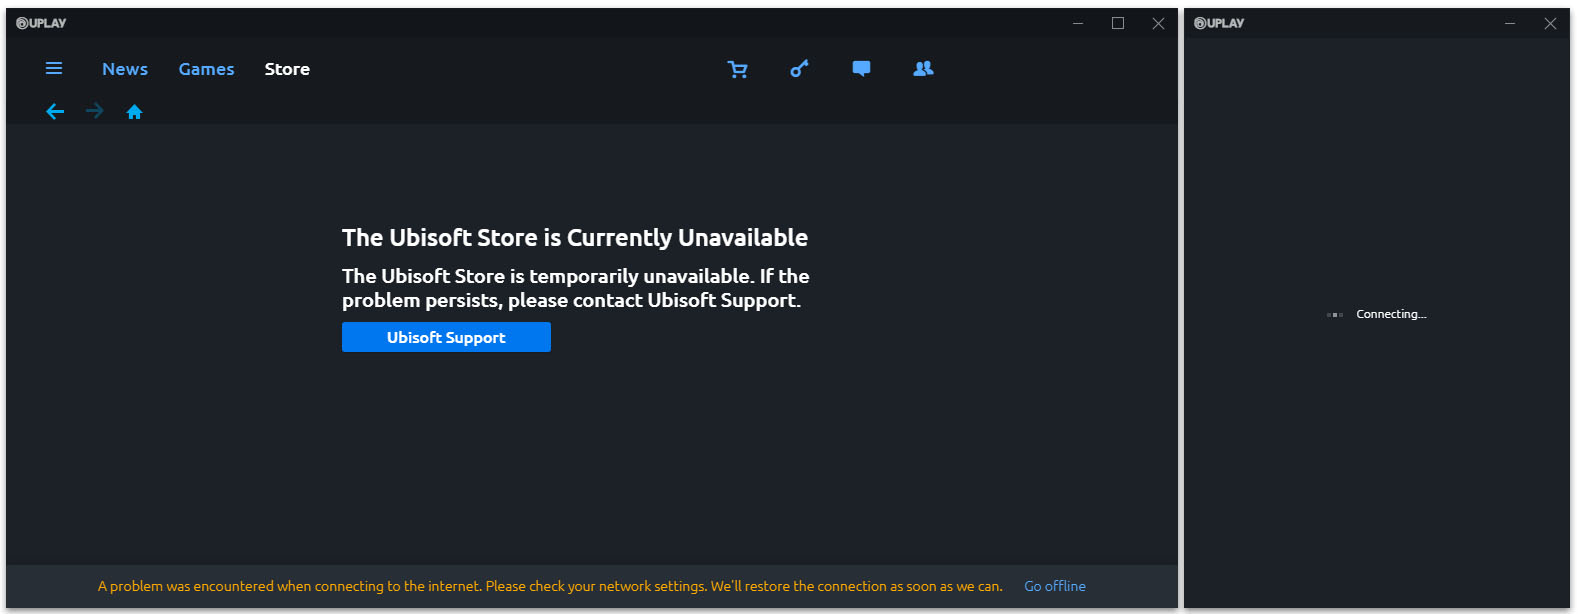 UPLAY
News Games Store
The Ubisoft Store is Currently Unavailable
The Ubisoft Store is temporarily unavailable. If the
problem persists, please contact Ubisoft Support.
Ubisoft Support
A problem was encountered when connecting to the internet. Please check your network settings. We'll restore the connection as soon as we can. Go offline
UPLAY
Connecting...